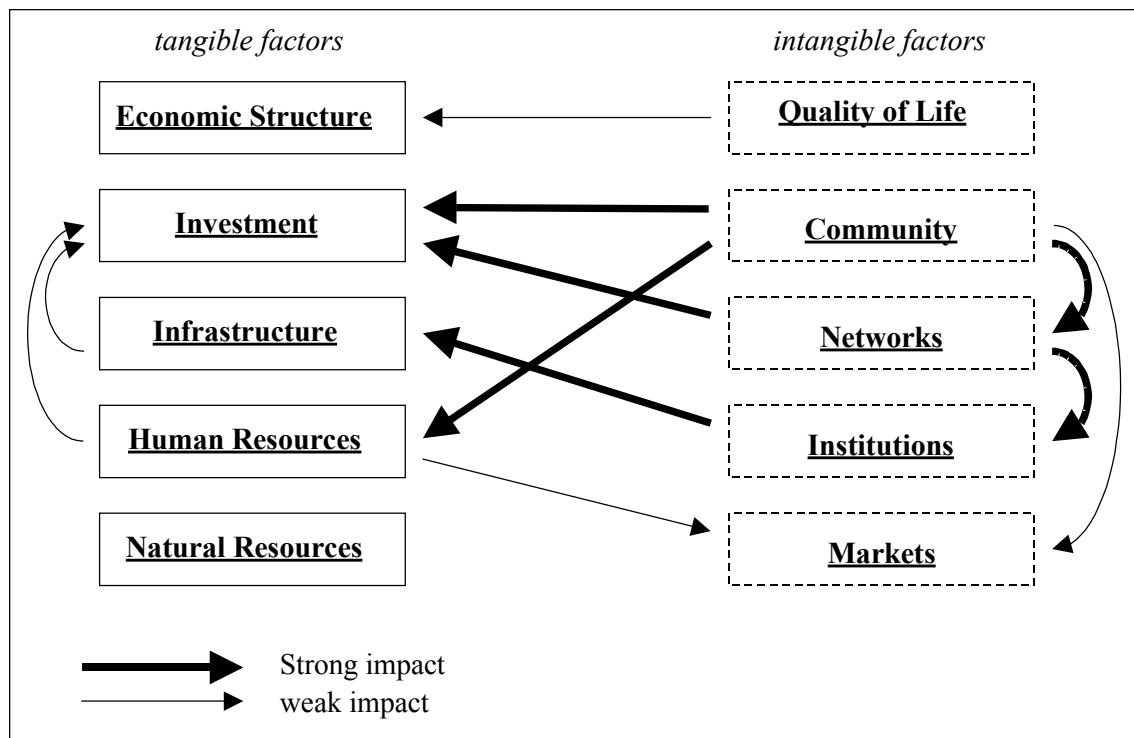 tangible factors
intangible factors
Economic Structure
Quality of Life
Investment
Community
Infrastructure
Networks
Human Resources
Institutions
Natural Resources
Markets
Strong impact
weak impact